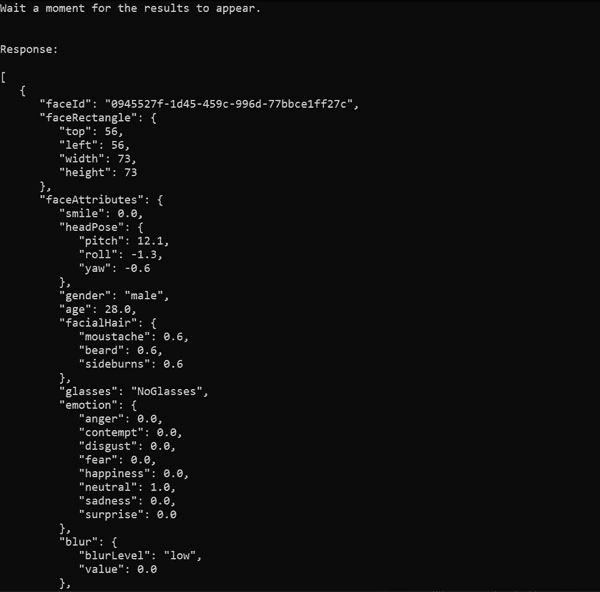 Wait a moment for the results to appear.
Response:
[
{
"faceId": "0945527f-1d45-459c-996d-77bbce1ff27c",
"faceRectangle": {
"top": 56,
"left": 56,
"width": 73,
"height": 73
},
"faceAttributes": {
"smile": 0.0,
"headPose": {
"pitch": 12.1,
"roll": -1.3,
"yaw": -0.6
},
"gender": "male",
"age": 28.0,
"facialHair": {
"moustache": 0.6,
"beard": 0.6,
"sideburns": 0.6
},
"glasses": "NoGlasses",
"emotion": {
"anger": 0.0,
"contempt": 0.0,
"disgust": 0.0,
"fear": 0.0,
"happiness": 0.0,
"neutral": 1.0,
"sadness": 0.0,
"surprise": 0.0
},
"blur": {
"blurLevel": "low",
"value": 0.0
},